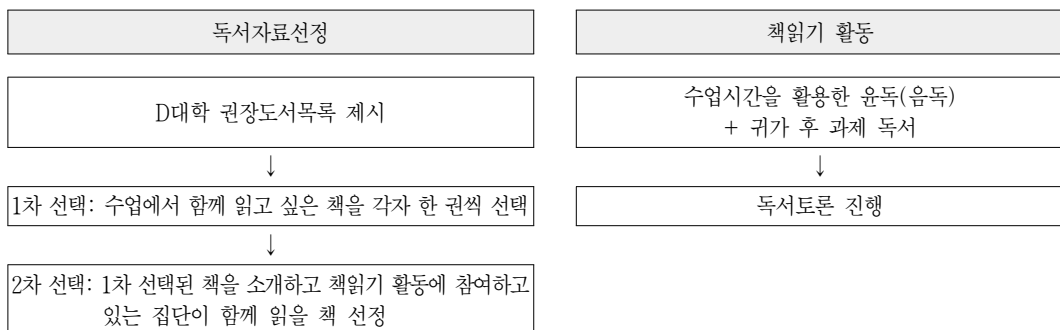 독서자료선정
D대학 권장도서목록 제시
↓
1차 선택: 수업에서 함께 읽고 싶은 책을 각자 한 권씩 선택
↓
2차 선택: 1차 선택된 책을 소개하고 책읽기 활동에 참여하고
있는 집단이 함께 읽을 책 선정
책읽기 활동
수업시간을 활용한 윤독(음독)
+ 귀가 후 과제 독서
↓
독서토론 진행